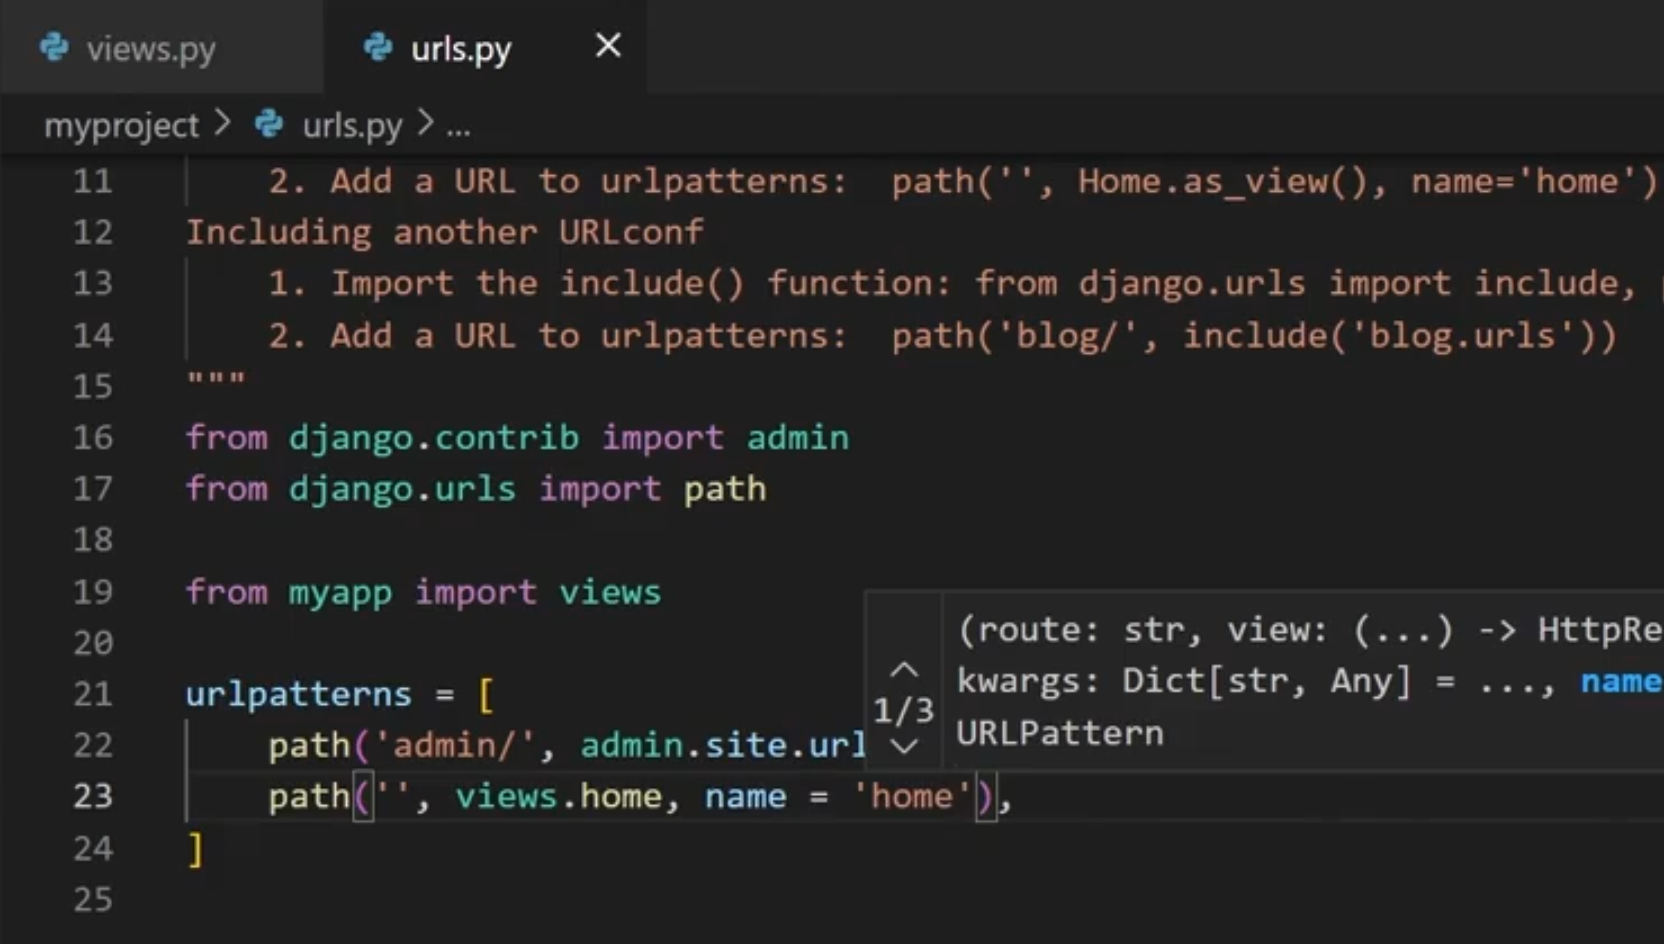 views.py
urls.py
myproject > urls.py > ...
11 2. Add a URL to urlpatterns:  path('', Home.as_view(), name='home')
12 Including another URLconf
13 1. Import the include() function: from django.urls import include,
14 2. Add a URL to urlpatterns:  path('blog/', include('blog.urls'))
15 """
16 from django.contrib import admin
17 from django.urls import path
18
19 from myapp import views
20
(route: str, view: (...) -> HttpRe
kwargs: Dict[str, Any] = ..., name
1/3
URLPattern
21 urlpatterns = [
22 path('admin/', admin.site.url
23 path('', views.home, name = 'home'),
24 ]
25